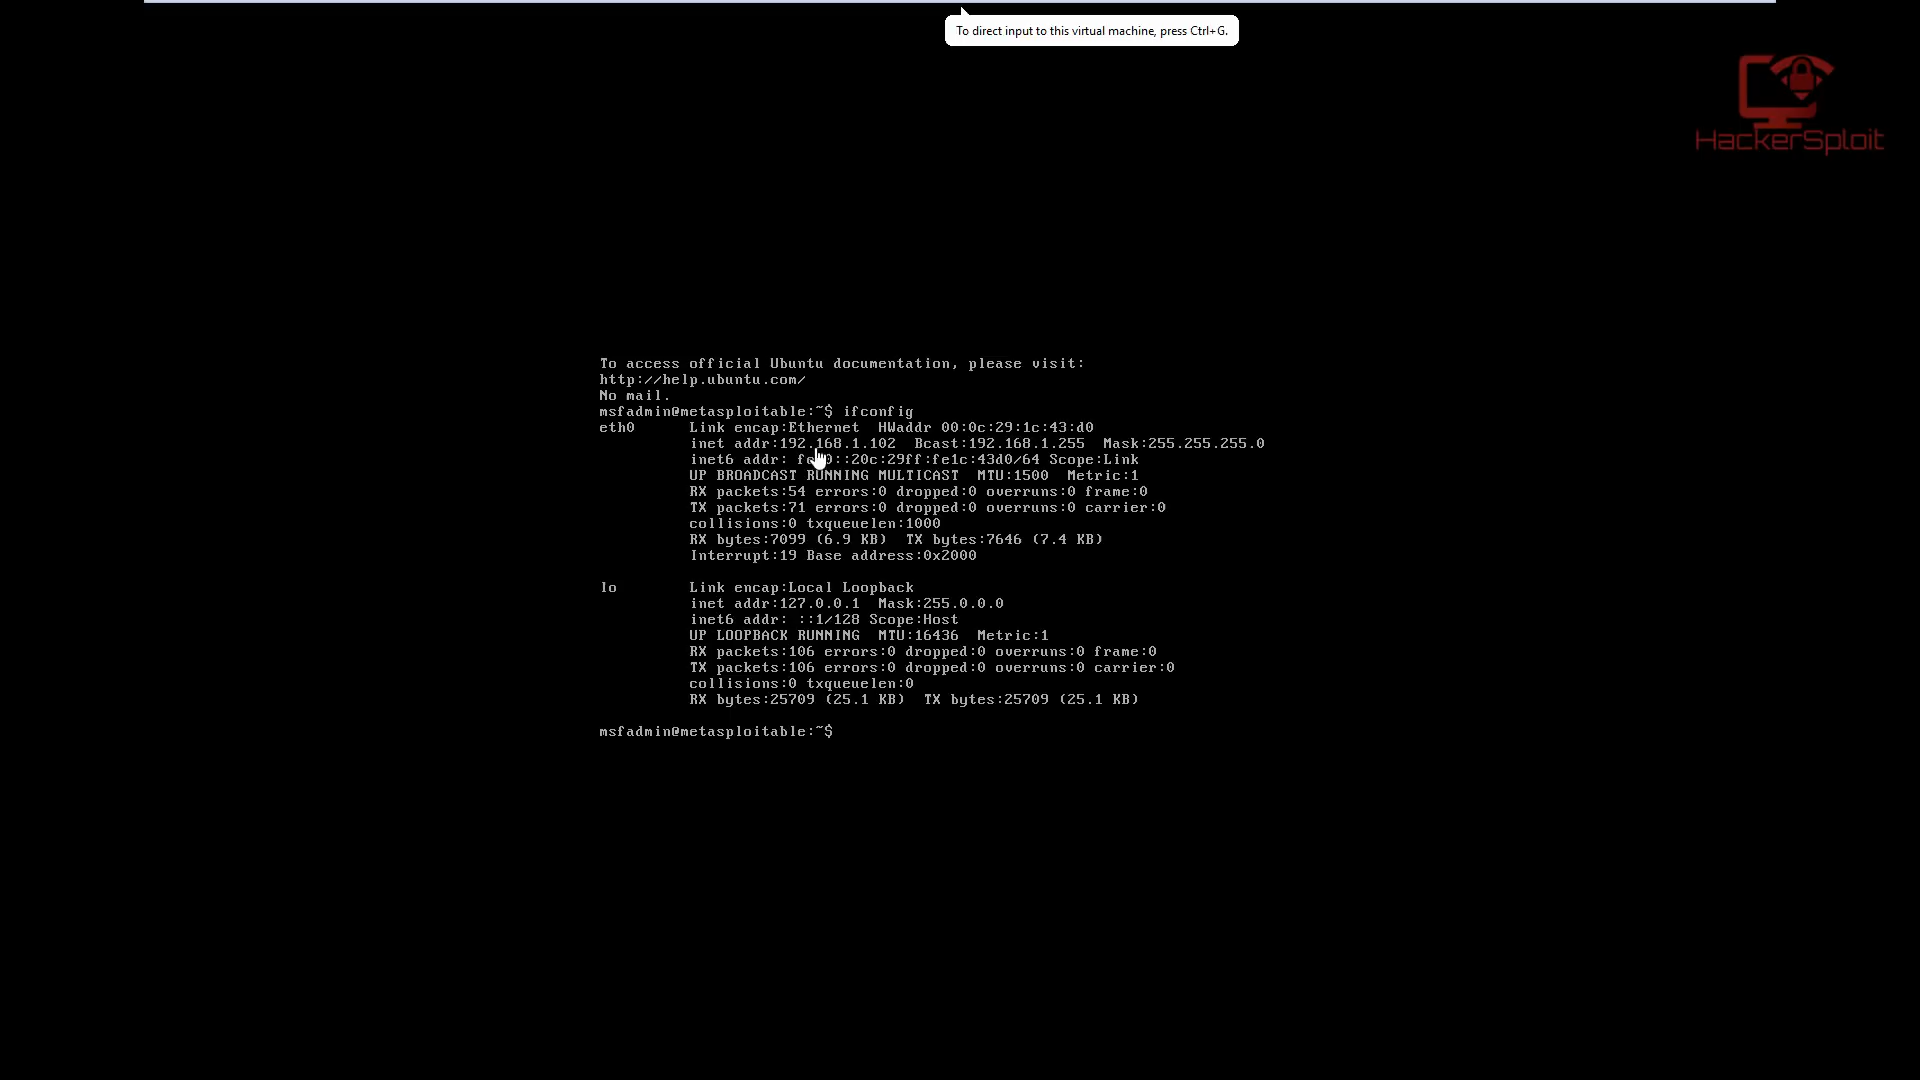 To direct input to this virtual machine, press Ctrl+G.
HackerSploit
To access official Ubuntu documentation, please visit:
http://help.ubuntu.com/
No mail.
msfadmin@metasploitable:~$ ifconfig
eth0 Link encap:Ethernet HWaddr 00:0c:29:1c:43:d0
inet addr:192.168.1.102 Bcast:192.168.1.255 Mask:255.255.255.0
inet6 addr: ::20c:29ff:fe1c:43d0/64 Scope:Link
UP BROADCAST RUNNING MULTICAST MTU:1500 Metric:1
RX packets:54 errors:0 dropped:0 overruns:0 frame:0
TX packets:71 errors:0 dropped:0 overruns:0 carrier:0
collisions:0 txqueuelen:1000
RX bytes:7099 (6.9 KB) TX bytes:7646 (7.4 KB)
Interrupt:19 Base address:0x2000
lo Link encap:Local Loopback
inet addr:127.0.0.1 Mask:255.0.0.0
inet6 addr: ::1/128 Scope:Host
UP LOOPBACK RUNNING MTU:16436 Metric:1
RX packets:106 errors:0 dropped:0 overruns:0 frame:0
TX packets:106 errors:0 dropped:0 overruns:0 carrier:0
collisions:0 txqueuelen:0
RX bytes:25709 (25.1 KB) TX bytes:25709 (25.1 KB)
msfadmin@metasploitable:~$